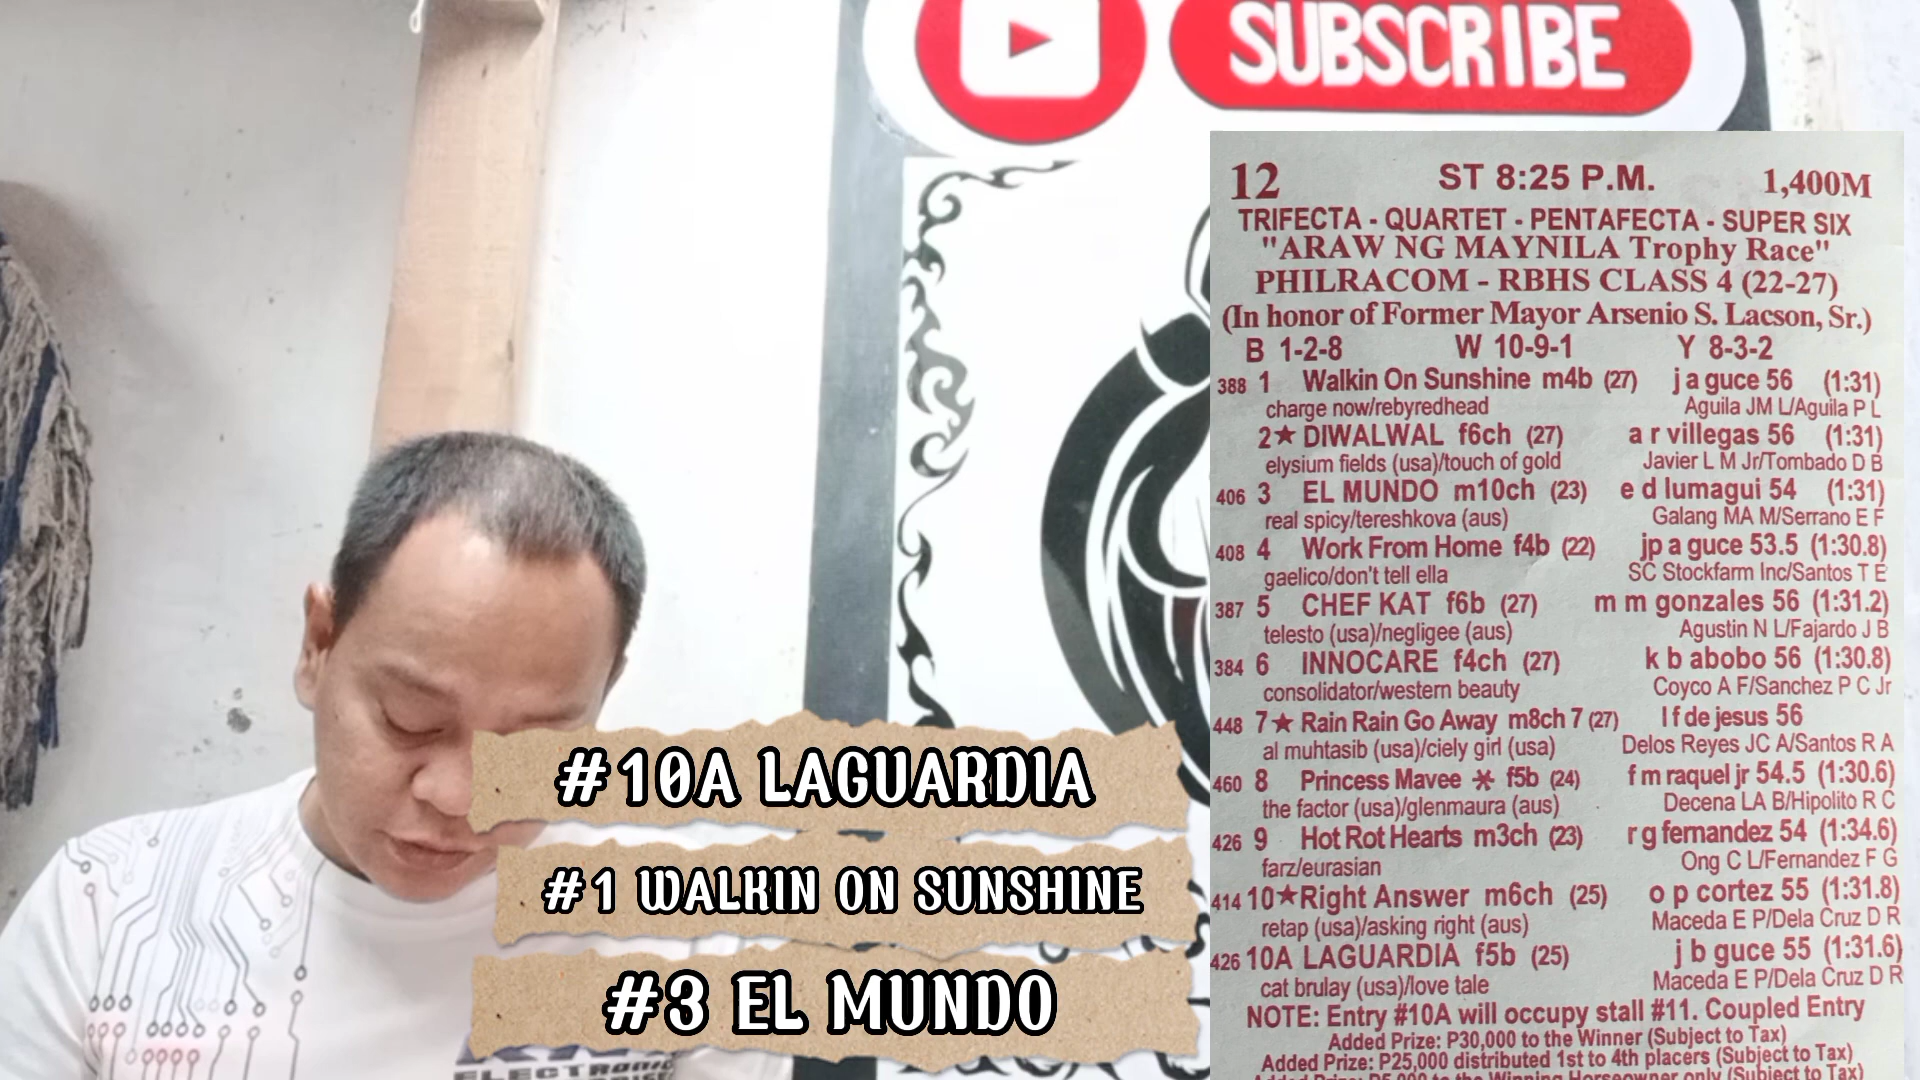 SUBSCRIBE
12 ST 8:25 P.M. 1,400M
TRIFECTA - QUARTET - PENTAFECTA - SUPER SIX
"ARAW NG MAYNILA Trophy Race"
PHILRACOM - RBHS CLASS 4 (22-27)
(In honor of Former Mayor Arsenio S. Lacson, Sr.)
B 1-2-8 W 10-9-1 Y 8-3-2
388 1 Walkin On Sunshine m4b (27) j a guce 56 (1:31)
charge now/rebyredhead Aguila JM L/Aguila P L
2★ DIWALWAL f6ch (27) a r villegas 56 (1:31)
elysium fields (usa)/touch of gold Javier L M Jr/Tombado D B
406 3 EL MUNDO m10ch (23) e d lumagui 54 (1:31)
real spicy/tereshkova (aus) Galang MA M/Serrano E F
408 4 Work From Home f4b (22) jp a guce 53.5 (1:30.8)
gaelico/don't tell ella SC Stockfarm Inc/Santos T E
387 5 CHEF KAT f6b (27) m m gonzales 56 (1:31.2)
telesto (usa)/negligee (aus) Agustin N L/Fajardo J B
384 6 INNOCARE f4ch (27) k b abobo 56 (1:30.8)
consolidator/western beauty Coyco A F/Sanchez P C Jr
448 7★ Rain Rain Go Away m8ch 7 (27) l f de jesus 56
al muhtasib (usa)/ciely girl (usa) Delos Reyes JC A/Santos R A
460 8 Princess Mavee ✶ f5b (24) f m raquel jr 54.5 (1:30.6)
the factor (usa)/glenmaura (aus) Decena LA B/Hipolito R C
426 9 Hot Rot Hearts m3ch (23) r g fernandez 54 (1:34.6)
farz/eurasian Ong C L/Fernandez F G
414 10★Right Answer m6ch (25) o p cortez 55 (1:31.8)
retap (usa)/asking right (aus) Maceda E P/Dela Cruz D R
426 10A LAGUARDIA f5b (25) j b guce 55 (1:31.6)
cat brulay (usa)/love tale Maceda E P/Dela Cruz D R
NOTE: Entry #10A will occupy stall #11. Coupled Entry
Added Prize: P30,000 to the Winner (Subject to Tax)
Added Prize: P25,000 distributed 1st to 4th placers (Subject to Tax)
Added Prize: P5,000 to the Winning Horseowner only (Subject to Tax)
#10A LAGUARDIA
#1 WALKIN ON SUNSHINE
#3 EL MUNDO
ELECTRONIC